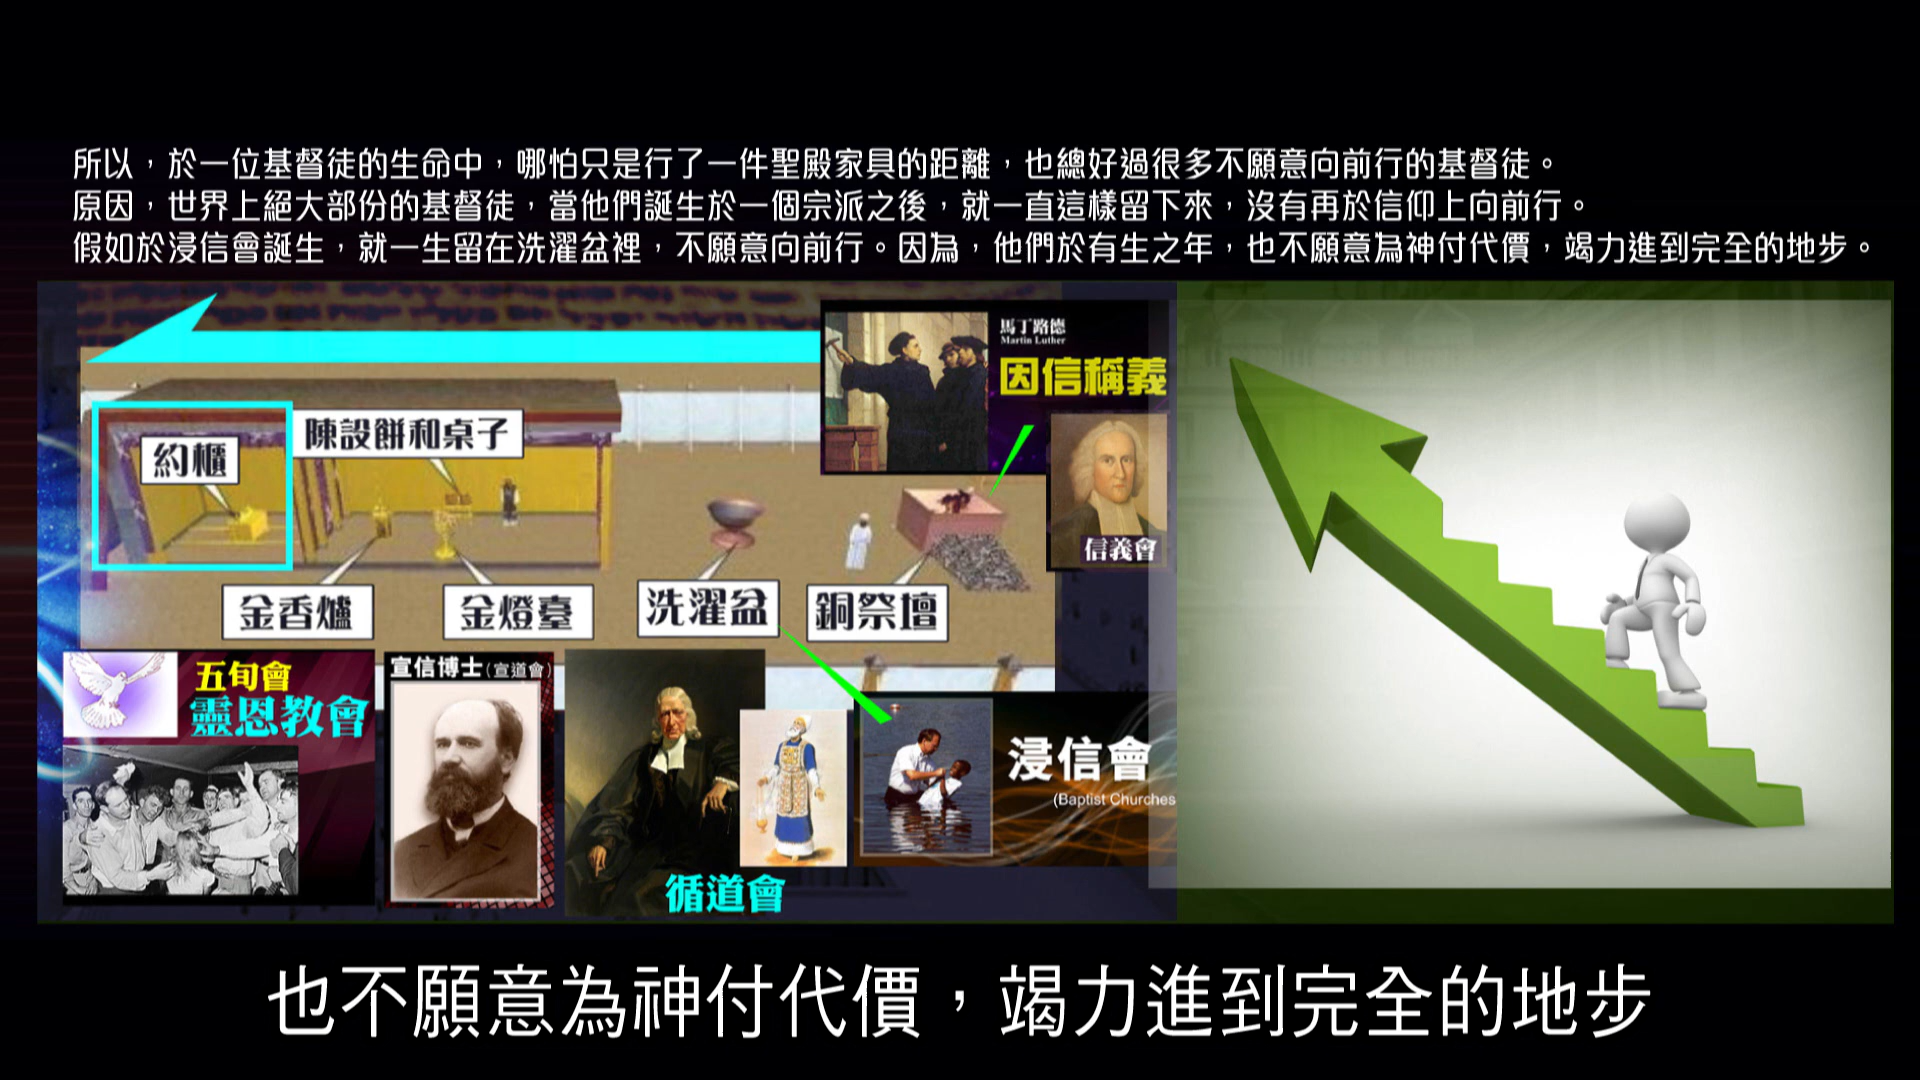 所以，於一位基督徒的生命中，哪怕只是行了一件聖殿家具的距離，也總好過很多不願意向前行的基督徒。
原因，世界上絕大部份的基督徒，當他們誕生於一個宗派之後，就一直這樣留下來，沒有再於信仰上向前行。
假如於浸信會誕生，就一生留在洗濯盆裡，不願意向前行。因為，他們於有生之年，也不願意為神付代價，竭力進到完全的地步。
馬丁路德
Martin Luther
因信稱義
信義會
約櫃
陳設餅和桌子
金香爐
金燈臺
洗濯盆
銅祭壇
五旬會
靈恩教會
宣信博士(宣道會)
循道會
浸信會
(Baptist Churches
也不願意為神付代價，竭力進到完全的地步